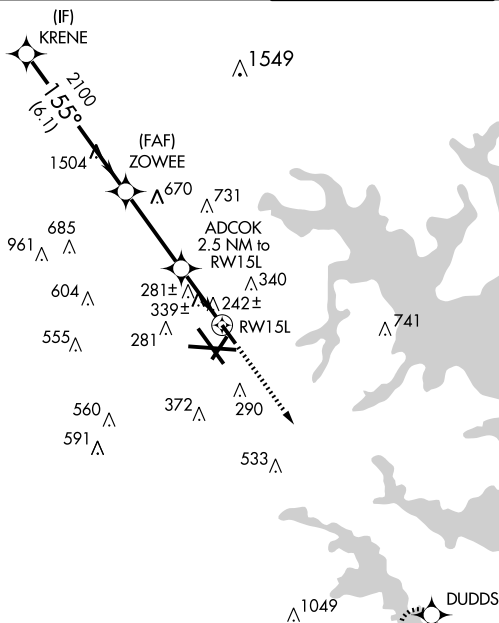 (IF)
KRENE
1549
2100
155°
(6.1)
(FAF)
ZOWEE
1504
670
731
ADCOK
2.5 NM to
RW15L
685
961
340
604
281±
339±
242±
RW15L
741
281
555
290
372
560
591
533
DUDDS
1049